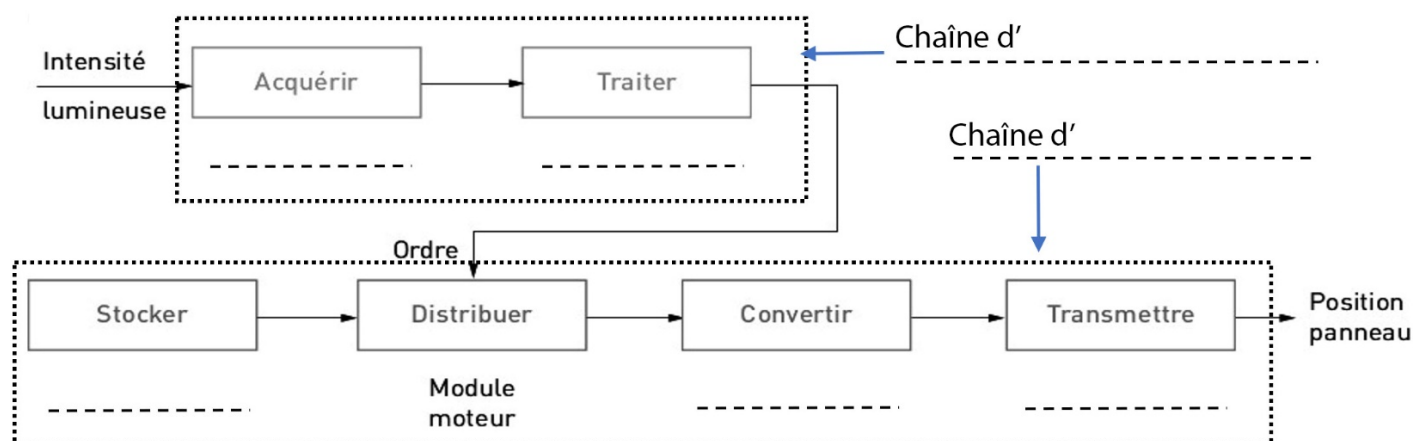 Intensité
lumineuse
Acquérir
Traiter
Chaîne d'
Chaîne d'
Ordre
Stocker
Distribuer
Convertir
Transmettre
Position
panneau
Module
moteur